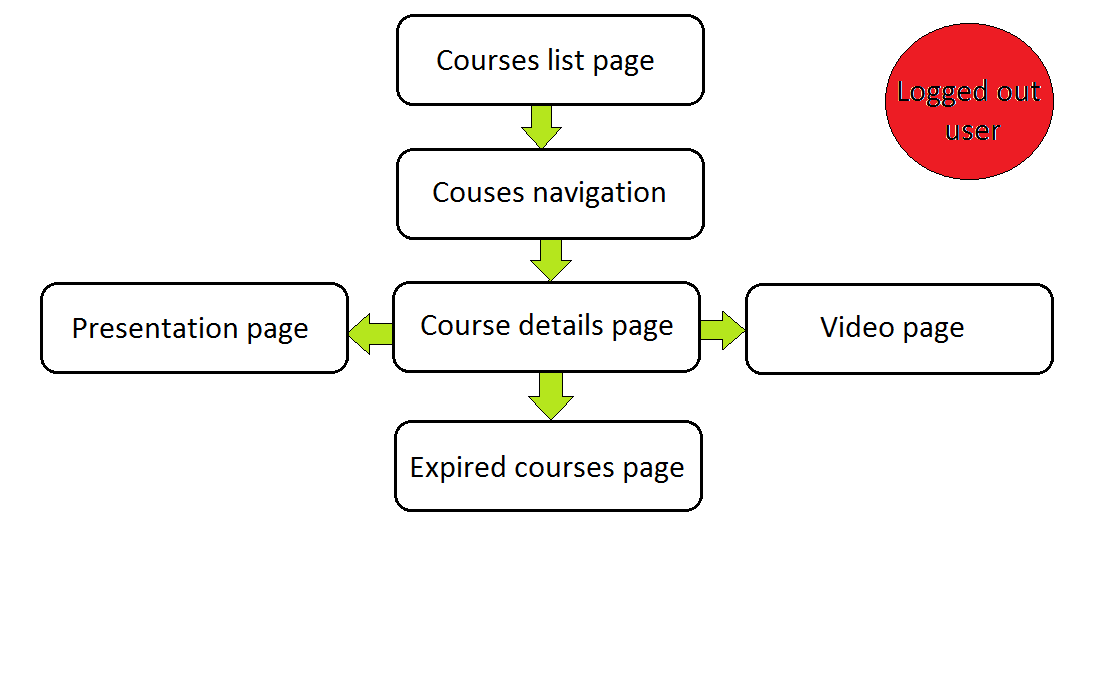 Courses list page
Logged out
user
Couses navigation
Presentation page
Course details page
Video page
Expired courses page